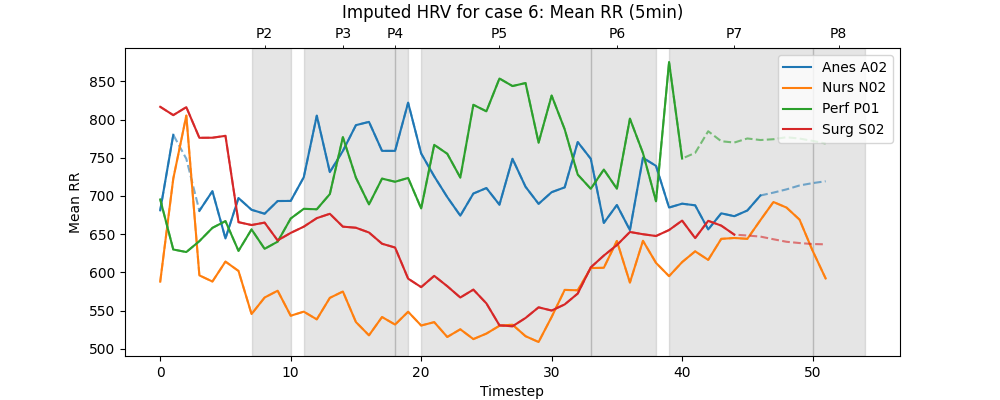 Imputed HRV for case 6: Mean RR (5min)
P2 P3 P4 P5 P6 P7 P8
Mean RR
850
800
750
700
650
600
550
500
Anes A02
Nurs N02
Perf P01
Surg S02
0 10 20 30 40 50
Timestep